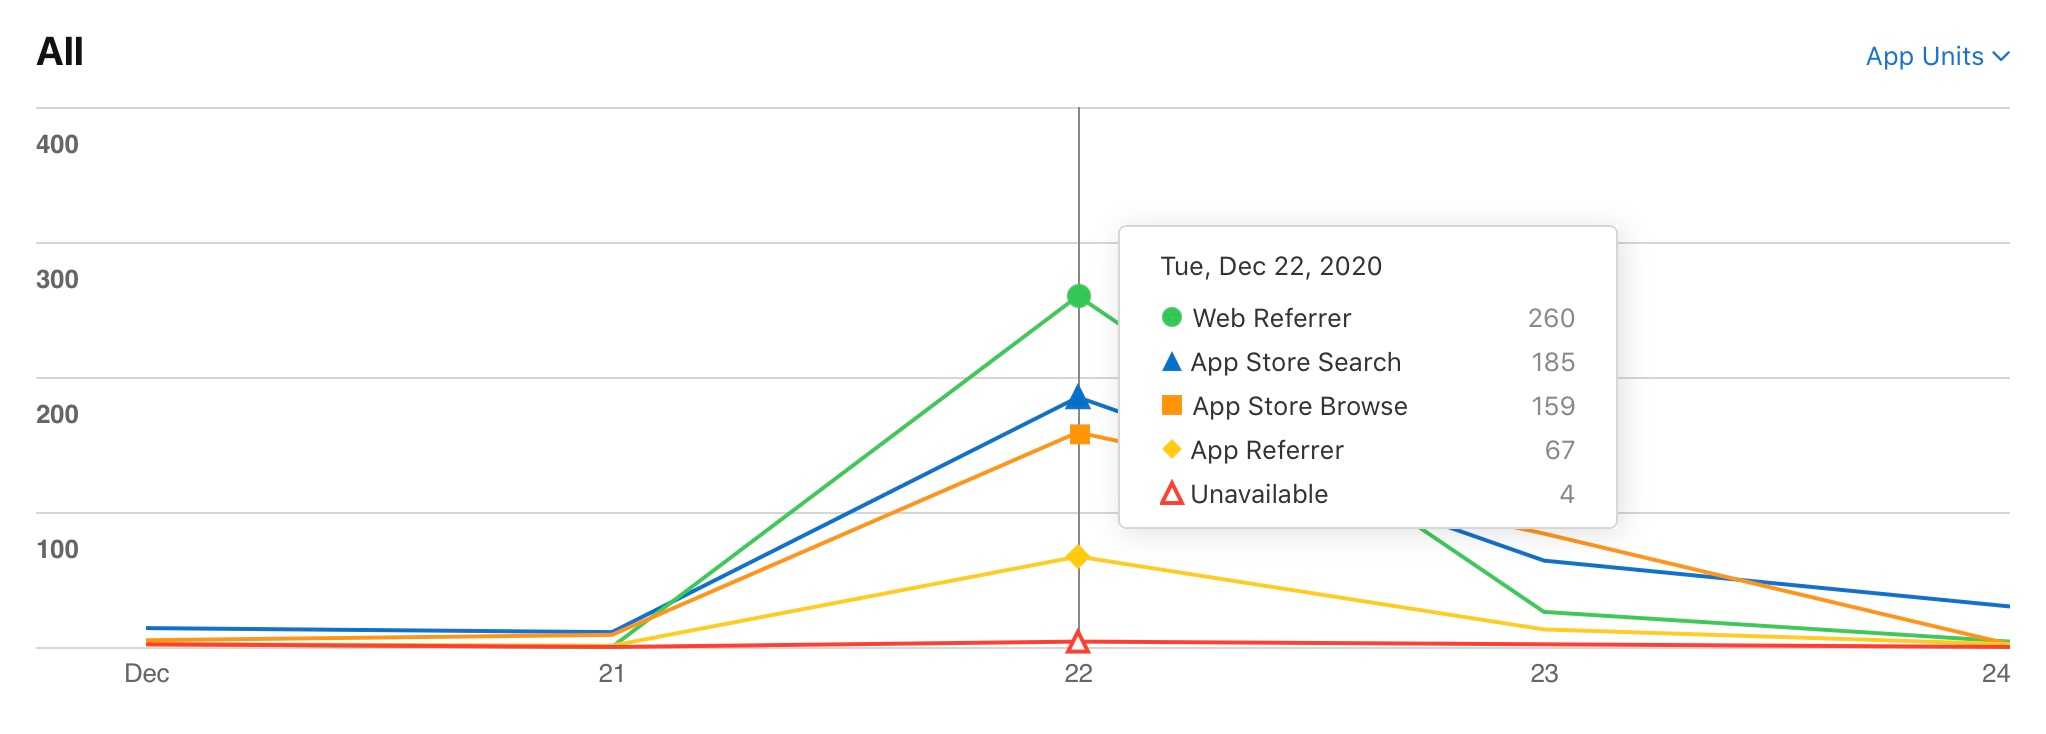 All
App Units
400
300
200
100
Tue, Dec 22, 2020
Web Referrer 260
App Store Search 185
App Store Browse 159
App Referrer 67
Unavailable 4
Dec 21 22 23 24